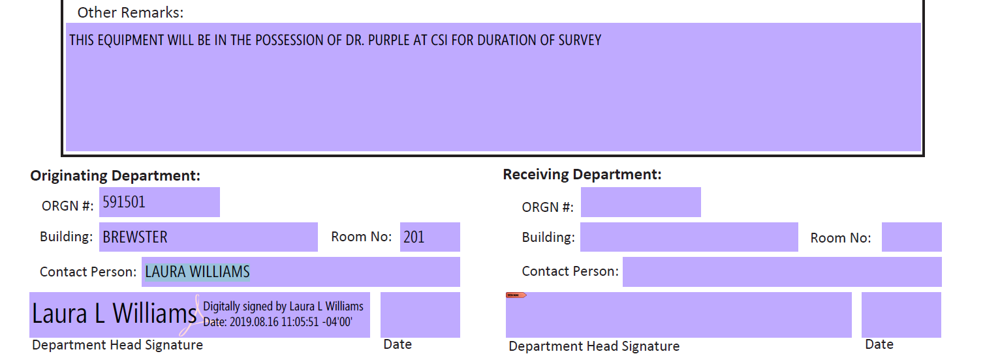 Other Remarks:
THIS EQUIPMENT WILL BE IN THE POSSESSION OF DR. PURPLE AT CSI FOR DURATION OF SURVEY
Originating Department:
ORGN #: 591501
Building: BREWSTER Room No: 201
Contact Person: LAURA WILLIAMS
Laura L Williams
Digitally signed by Laura L Williams
Date: 2019.08.16 11:05:51 -04'00'
Department Head Signature Date
Receiving Department:
ORGN #:
Building: Room No:
Contact Person:
Department Head Signature Date